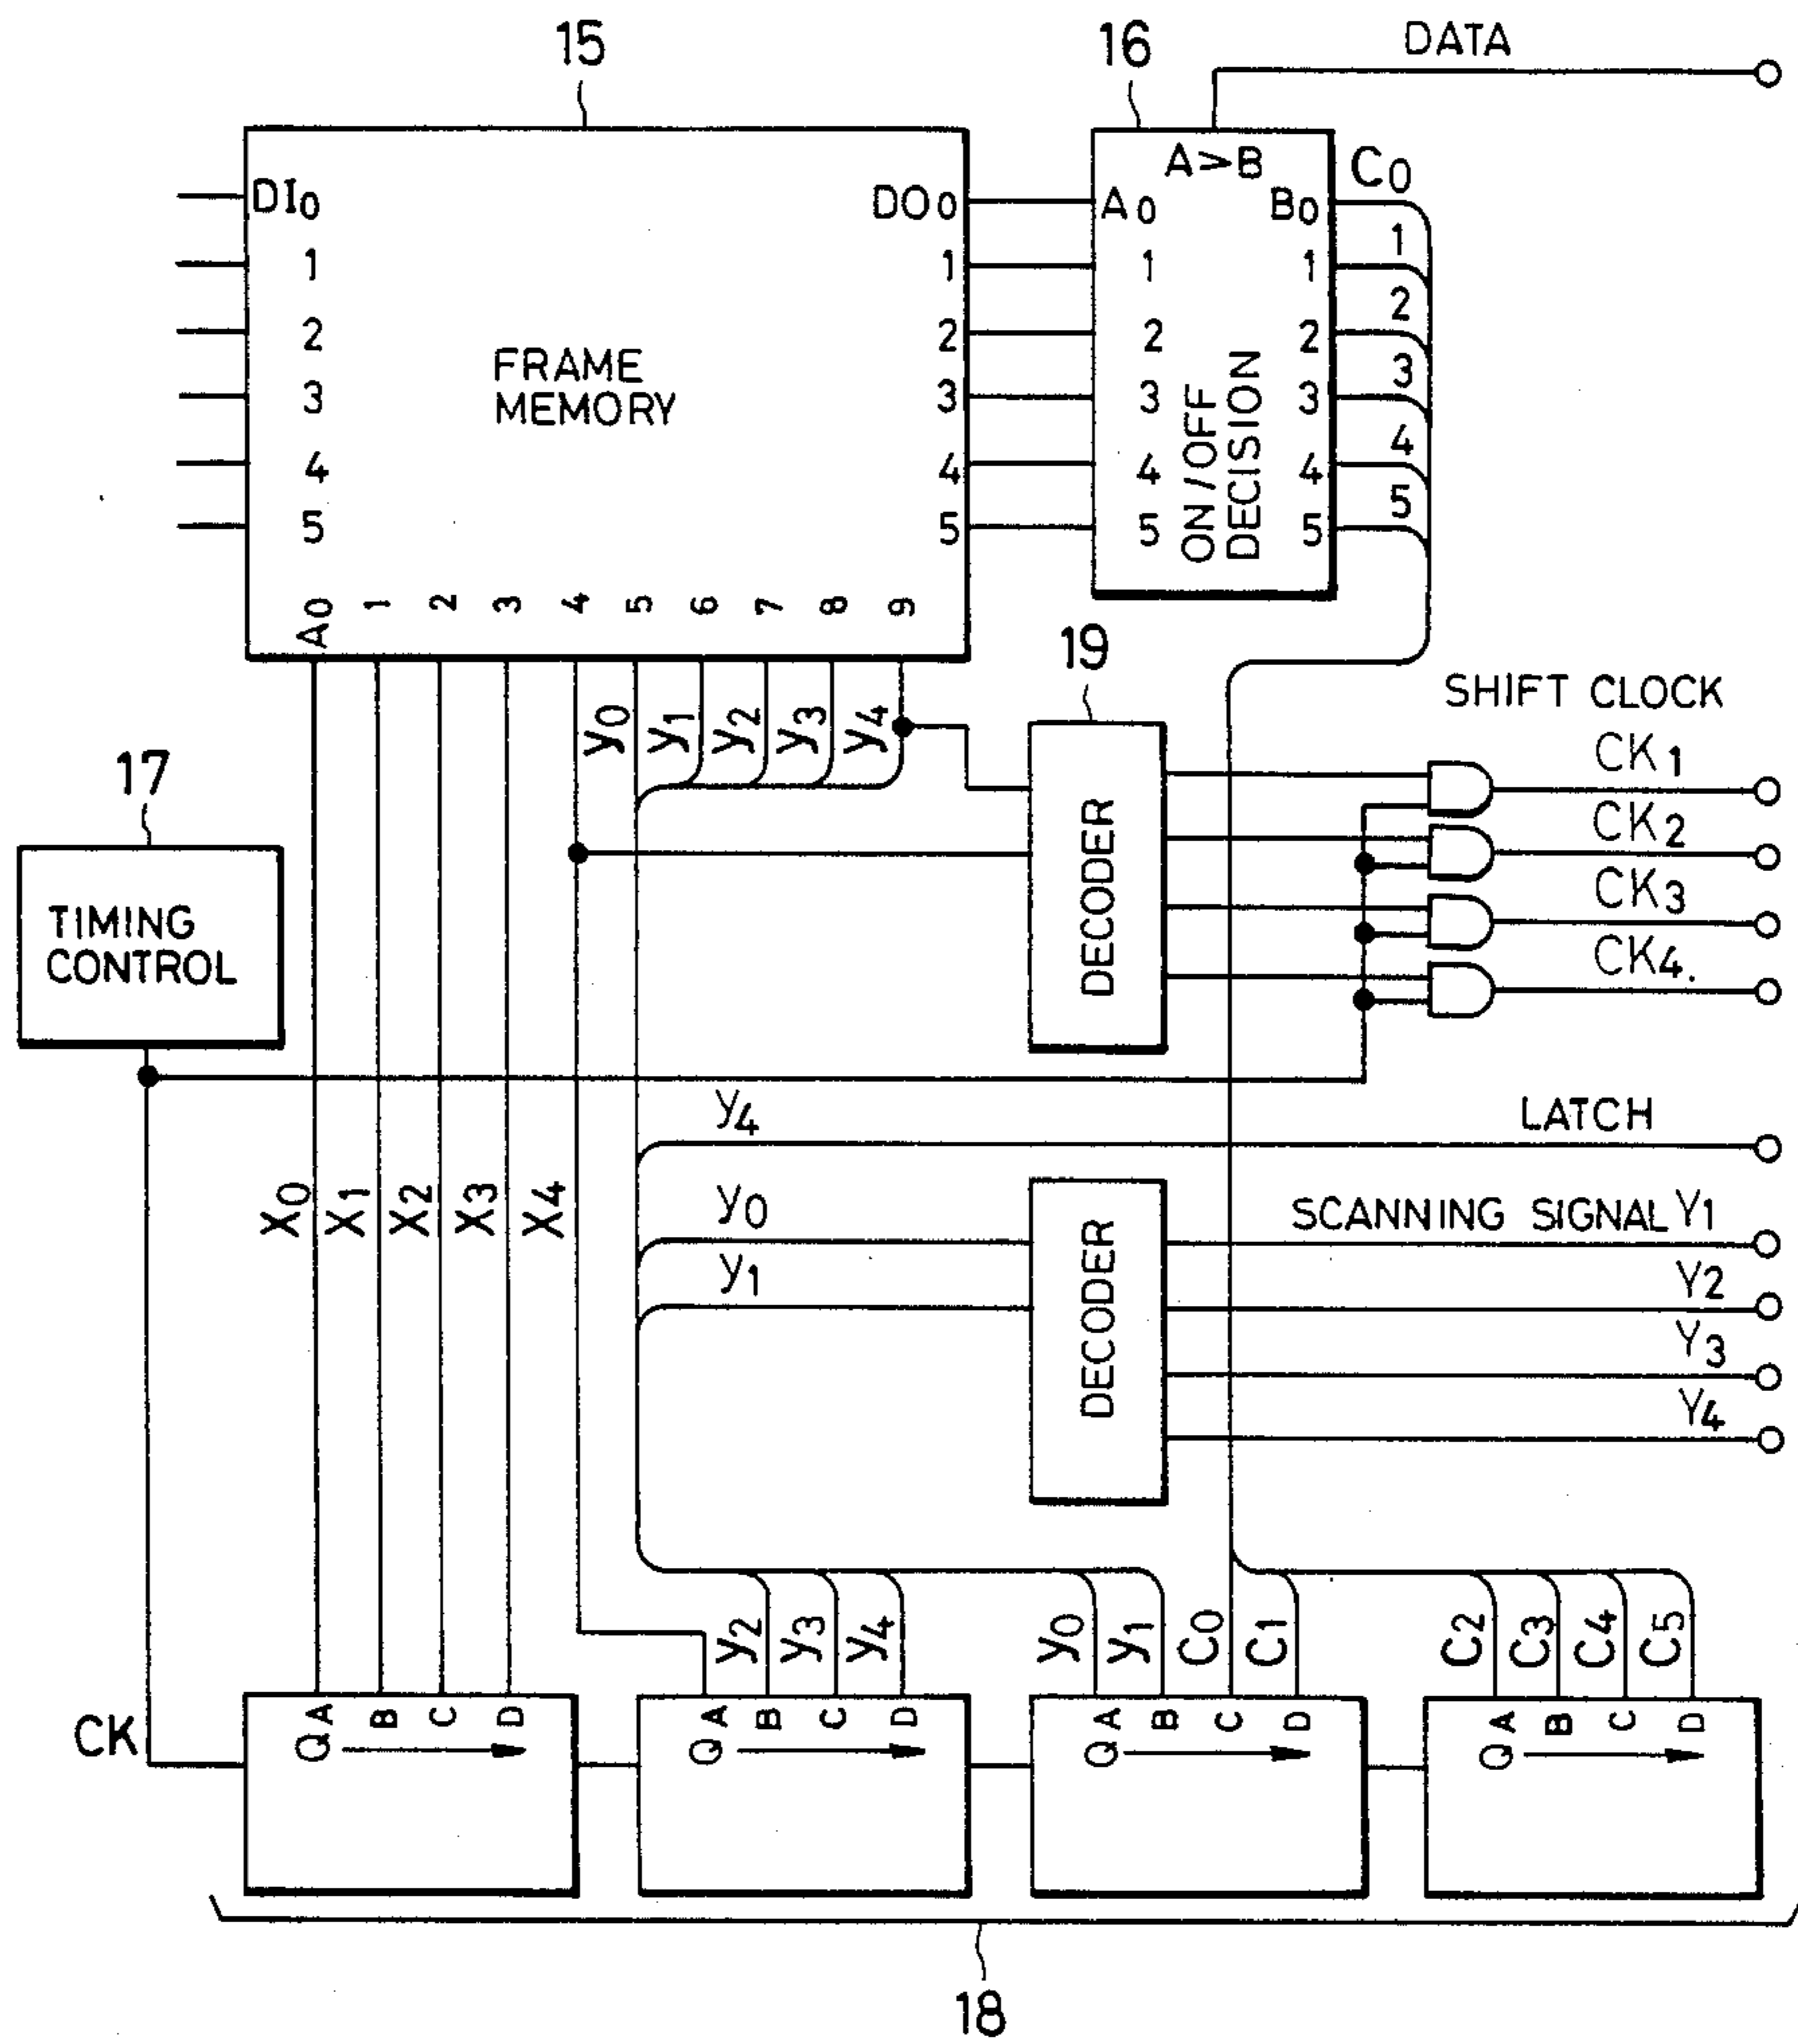 15
16
DATA
A>B
C0
DI0
DO0
A0
B0
1
1
1
1
1
2
2
2
2
2
FRAME
MEMORY
3
3
3
3
3
ON/OFF
DECISION
4
4
4
4
4
5
5
5
5
5
A0 1 2 3 4 5 6 7 8 9
19
SHIFT CLOCK
y0 y1 y2 y3 y4
CK1
17
CK2
DECODER
CK3
TIMING
CONTROL
CK4.
y4
LATCH
X0 X1 X2 X3 X4
y0
SCANNING SIGNAL Y1
y1
DECODER
Y2
Y3
Y4
y2 y3 y4 y0 y1 C0 C1 C2 C3 C4 C5
CK
QA B C D
QA B C D
QA B C D
QA B C D
18